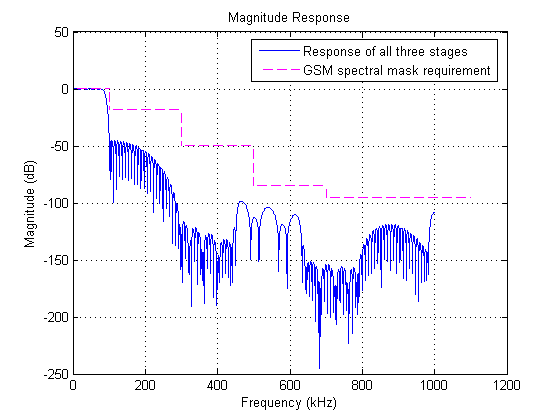 Magnitude Response
Response of all three stages
GSM spectral mask requirement
50
0
-50
-100
-150
-200
-250
Magnitude (dB)
0 200 400 600 800 1000 1200
Frequency (kHz)